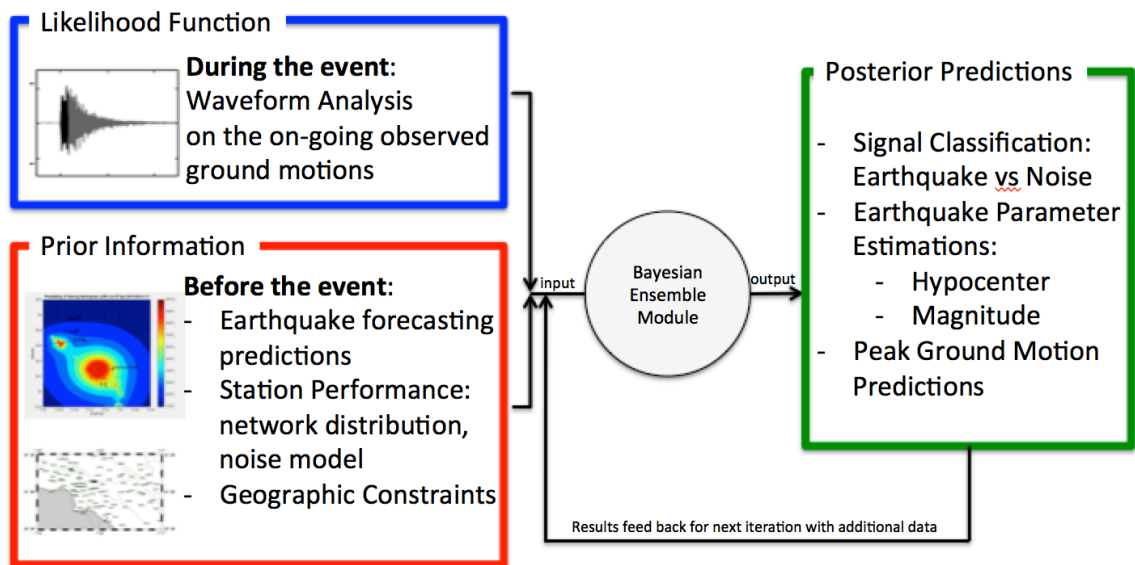 Likelihood Function
During the event:
Waveform Analysis
on the on-going observed
ground motions
Prior Information
Before the event:
- Earthquake forecasting
predictions
- Station Performance:
network distribution,
noise model
- Geographic Constraints
input
Bayesian
Ensemble
Module
output
Posterior Predictions
- Signal Classification:
Earthquake vs Noise
- Earthquake Parameter
Estimations:
- Hypocenter
- Magnitude
- Peak Ground Motion
Predictions
Results feed back for next iteration with additional data